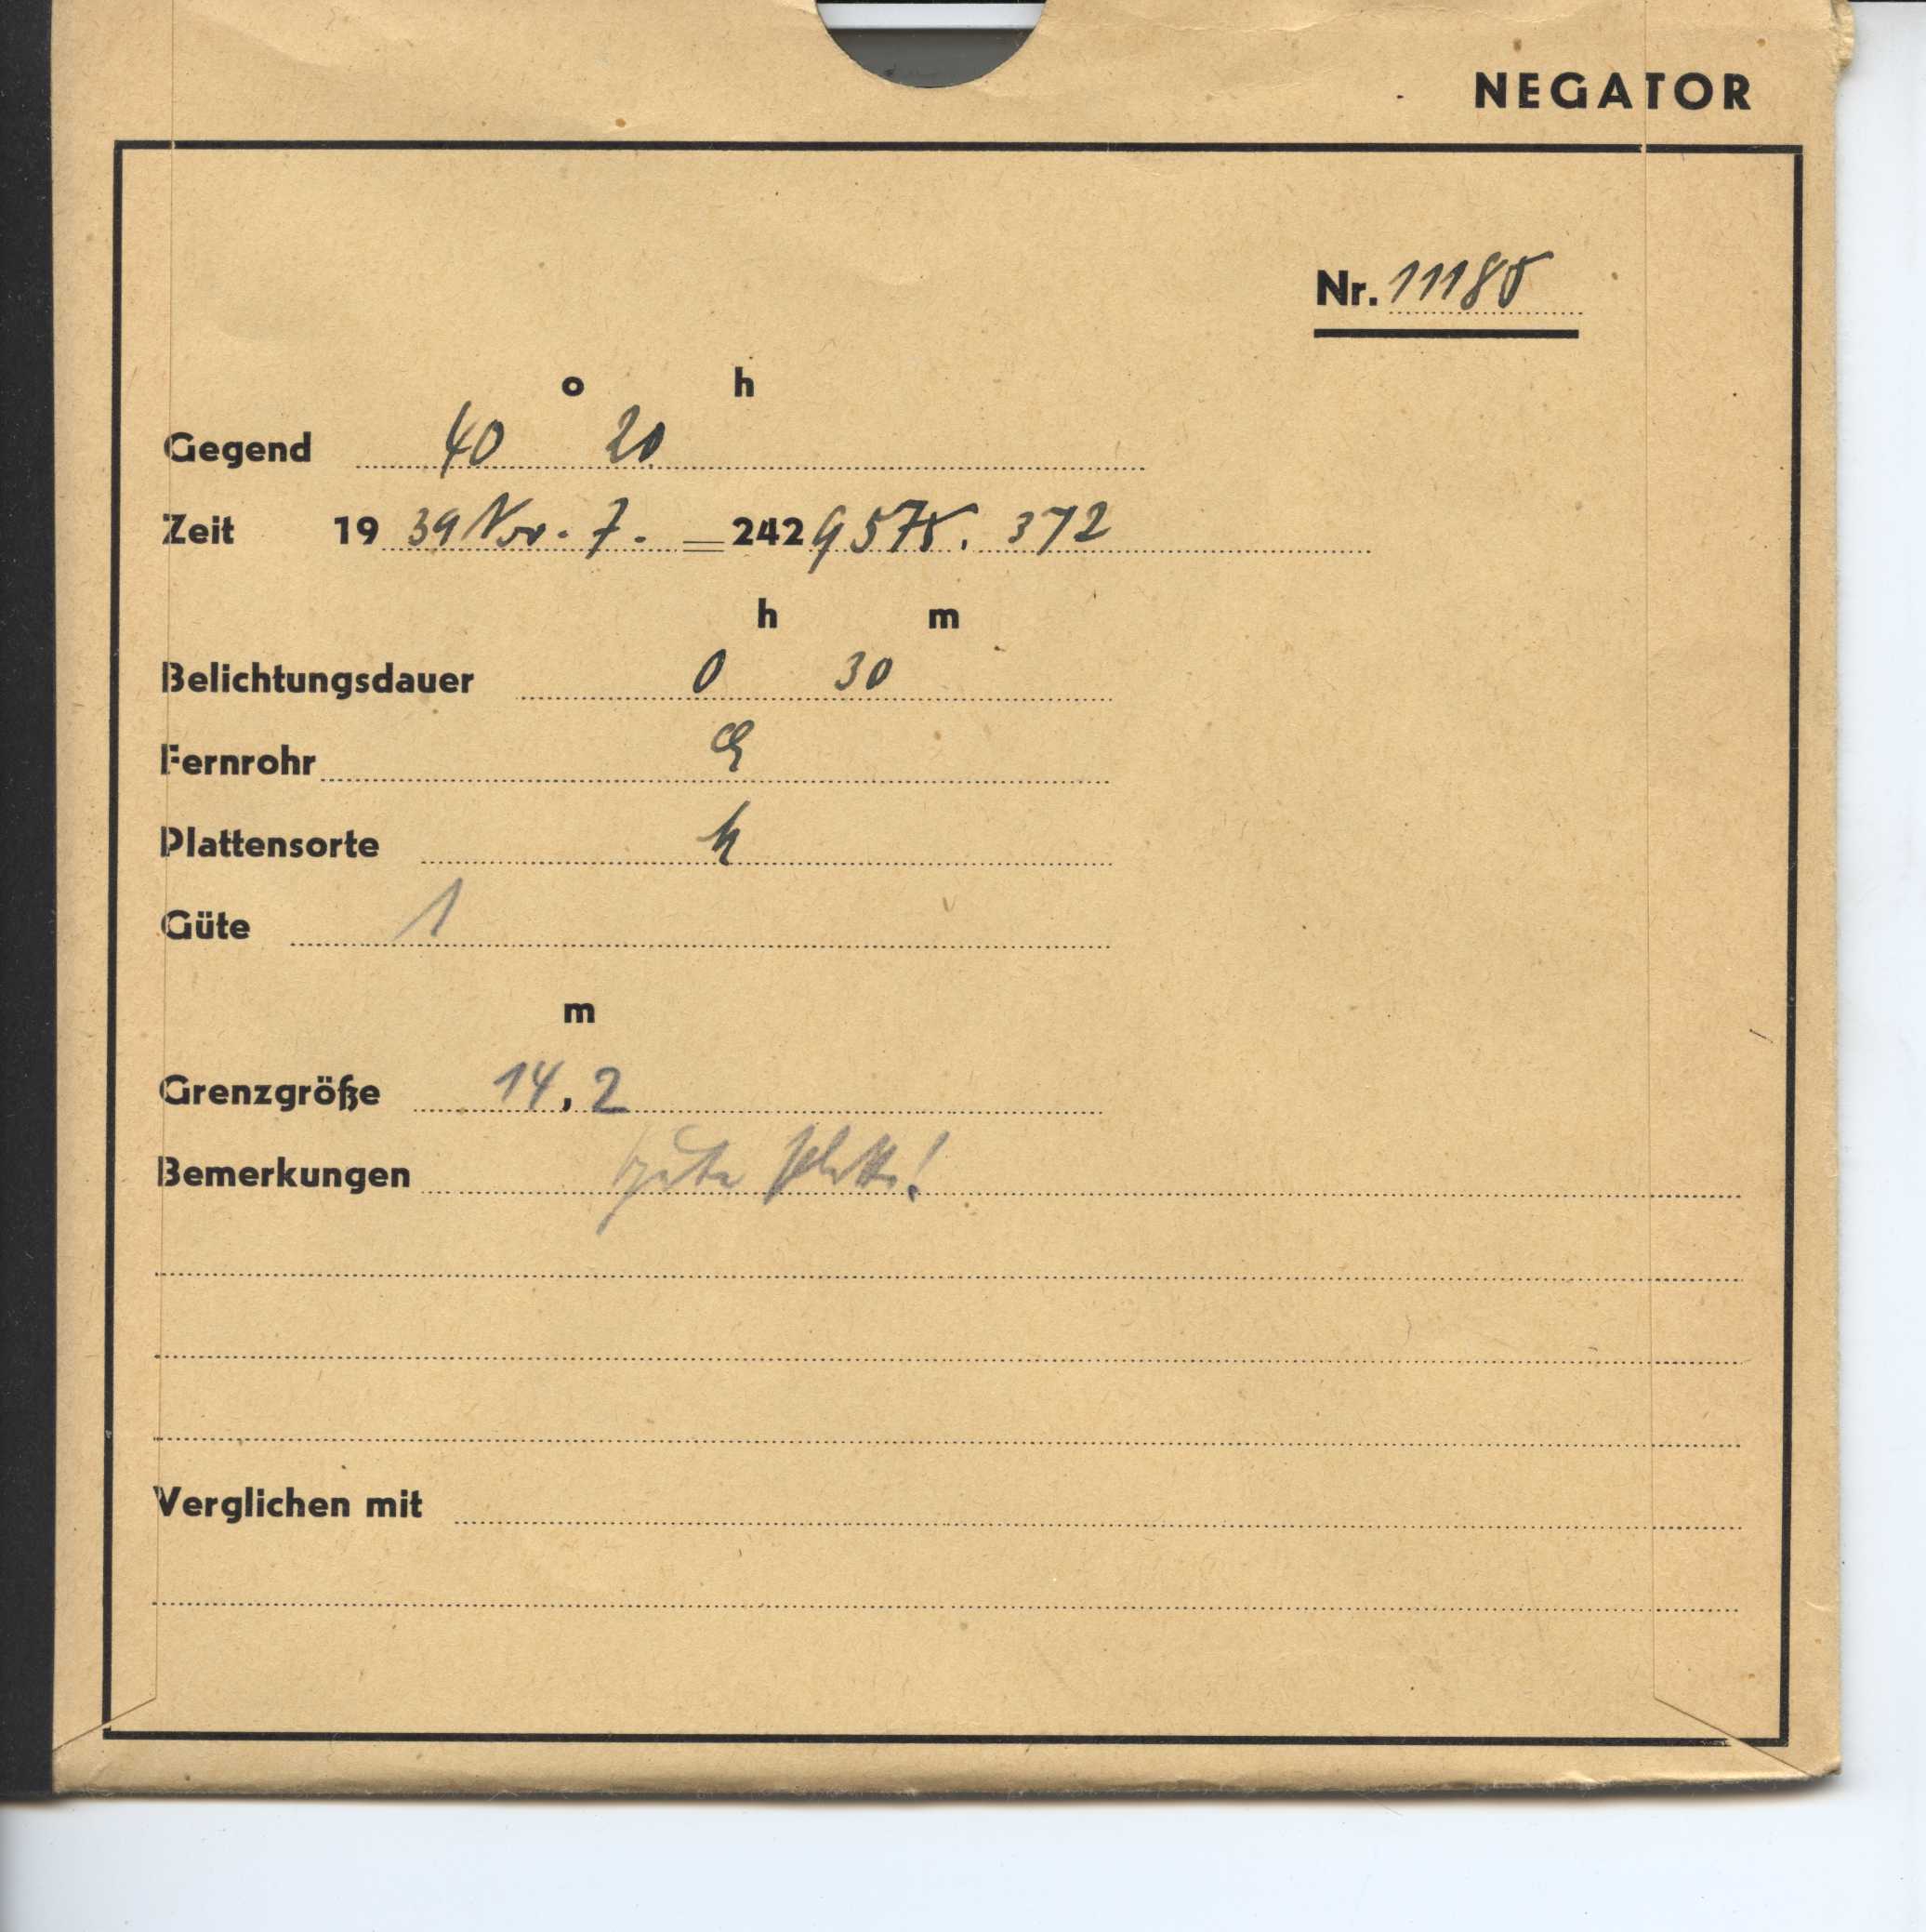 NEGATOR
Nr. 11185
o h
Gegend 40 20
Zeit 19 39 Nov. 7. = 242 9575. 372
h m
Belichtungsdauer 0 30
Fernrohr
Plattensorte
Güte 1
m
Grenzgröße 14,2
Bemerkungen gute Platte!
Verglichen mit